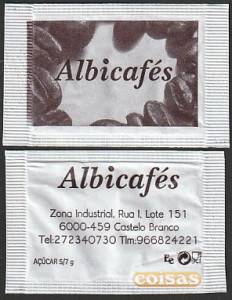 Albicafés
Albicafés
Zona Industrial, Rua I, Lote 151
6000-459 Castelo Branco
Tel:272340730 Tlm:966824221
AÇÚCAR 5/7 g
coisas